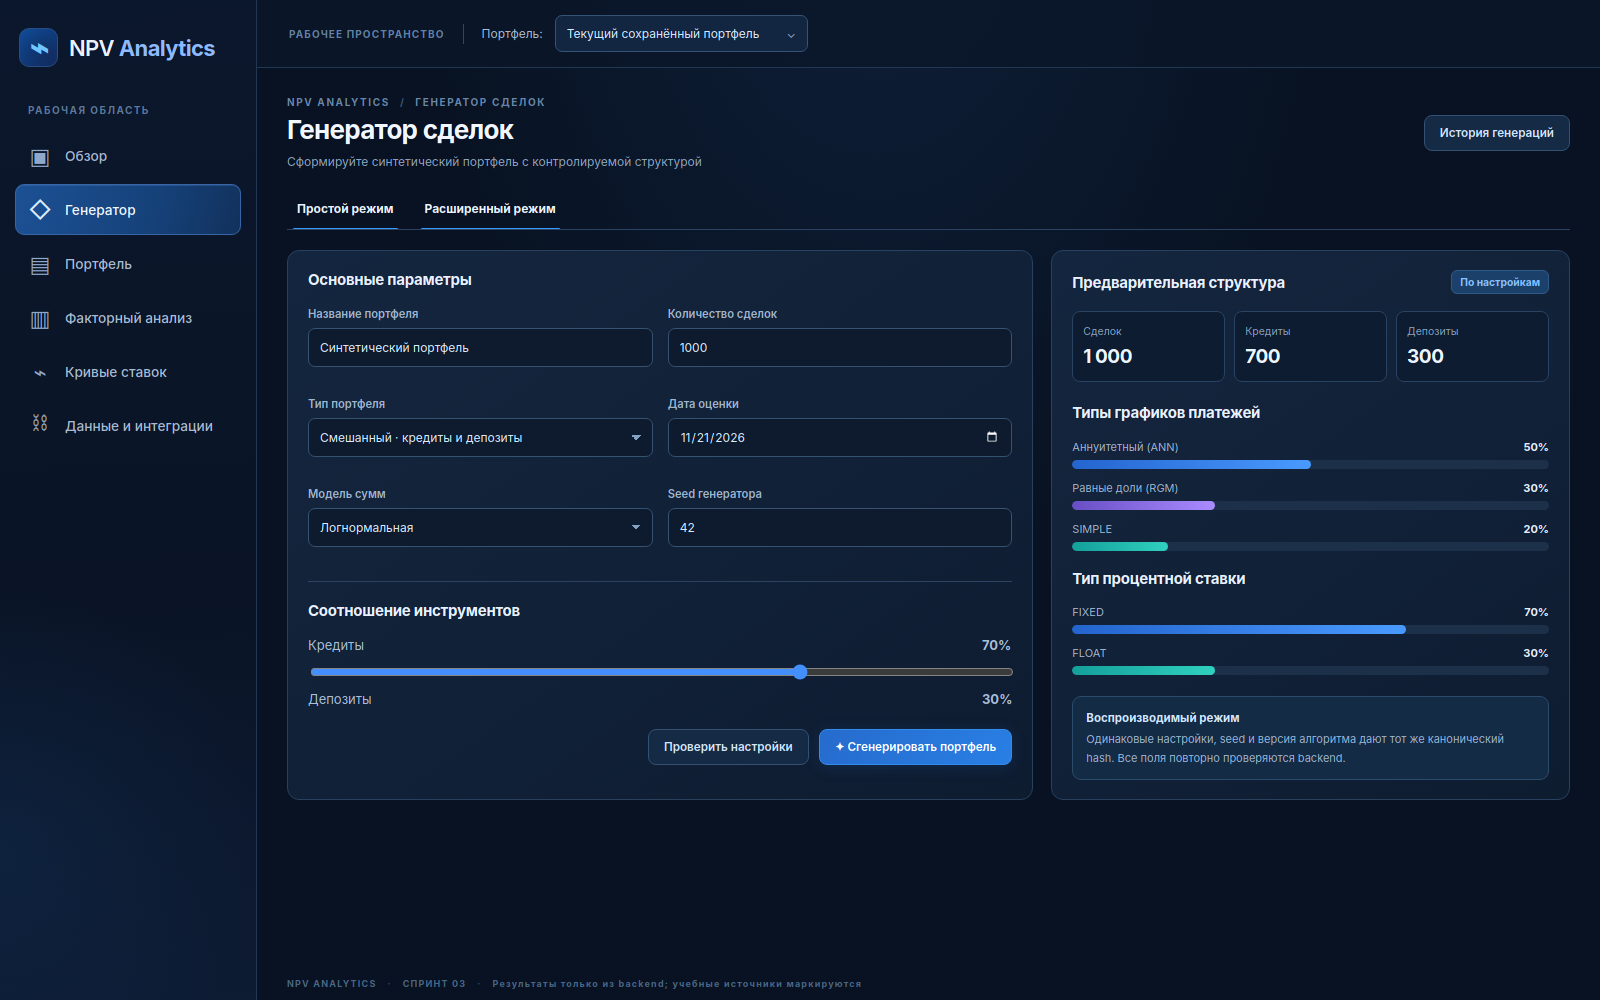 NPV Analytics
РАБОЧАЯ ОБЛАСТЬ
Обзор
Генератор
Портфель
Факторный анализ
Кривые ставок
Данные и интеграции
РАБОЧЕЕ ПРОСТРАНСТВО
Портфель:
Текущий сохранённый портфель
NPV ANALYTICS / ГЕНЕРАТОР СДЕЛОК
Генератор сделок
Сформируйте синтетический портфель с контролируемой структурой
История генераций
Простой режим
Расширенный режим
Основные параметры
Название портфеля
Синтетический портфель
Количество сделок
1000
Тип портфеля
Смешанный · кредиты и депозиты
Дата оценки
11/21/2026
Модель сумм
Логнормальная
Seed генератора
42
Соотношение инструментов
Кредиты 70%
Депозиты 30%
Проверить настройки
✦ Сгенерировать портфель
Предварительная структура
По настройкам
Сделок
1 000
Кредиты
700
Депозиты
300
Типы графиков платежей
Аннуитетный (ANN) 50%
Равные доли (RGM) 30%
SIMPLE 20%
Тип процентной ставки
FIXED 70%
FLOAT 30%
Воспроизводимый режим
Одинаковые настройки, seed и версия алгоритма дают тот же канонический
hash. Все поля повторно проверяются backend.
NPV ANALYTICS · СПРИНТ 03 · Результаты только из backend; учебные источники маркируются